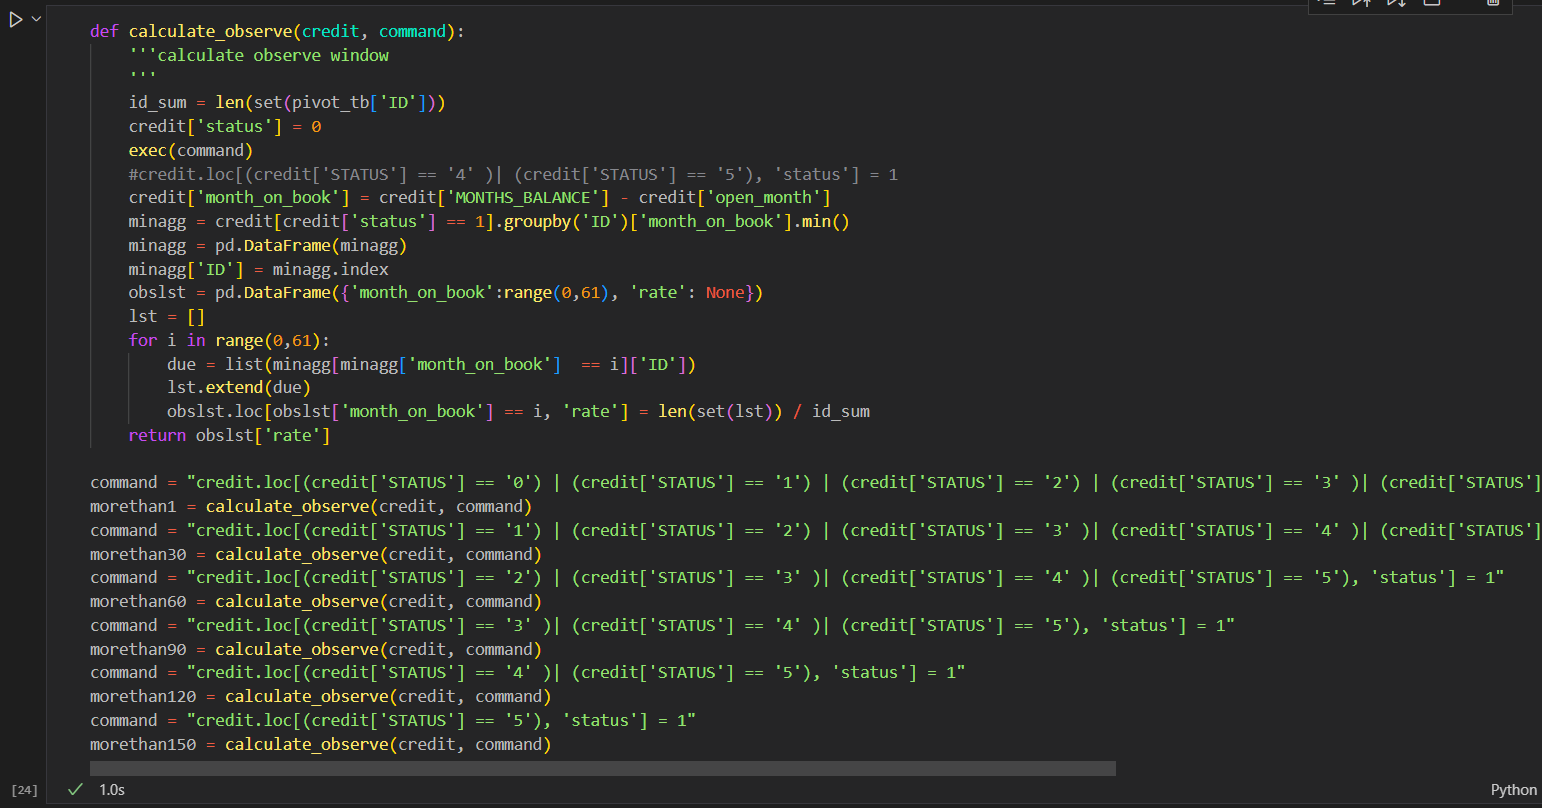 def calculate_observe(credit, command):
    '''calculate observe window
    '''
    id_sum = len(set(pivot_tb['ID']))
    credit['status'] = 0
    exec(command)
    #credit.loc[(credit['STATUS'] == '4' )| (credit['STATUS'] == '5'), 'status'] = 1
    credit['month_on_book'] = credit['MONTHS_BALANCE'] - credit['open_month']
    minagg = credit[credit['status'] == 1].groupby('ID')['month_on_book'].min()
    minagg = pd.DataFrame(minagg)
    minagg['ID'] = minagg.index
    obslst = pd.DataFrame({'month_on_book':range(0,61), 'rate': None})
    lst = []
    for i in range(0,61):
        due = list(minagg[minagg['month_on_book']  == i]['ID'])
        lst.extend(due)
        obslst.loc[obslst['month_on_book'] == i, 'rate'] = len(set(lst)) / id_sum
    return obslst['rate']
command = "credit.loc[(credit['STATUS'] == '0') | (credit['STATUS'] == '1') | (credit['STATUS'] == '2') | (credit['STATUS'] == '3' )| (credit['STATUS']
morethan1 = calculate_observe(credit, command)
command = "credit.loc[(credit['STATUS'] == '1') | (credit['STATUS'] == '2') | (credit['STATUS'] == '3' )| (credit['STATUS'] == '4' )| (credit['STATUS']
morethan30 = calculate_observe(credit, command)
command = "credit.loc[(credit['STATUS'] == '2') | (credit['STATUS'] == '3' )| (credit['STATUS'] == '4' )| (credit['STATUS'] == '5'), 'status'] = 1"
morethan60 = calculate_observe(credit, command)
command = "credit.loc[(credit['STATUS'] == '3' )| (credit['STATUS'] == '4' )| (credit['STATUS'] == '5'), 'status'] = 1"
morethan90 = calculate_observe(credit, command)
command = "credit.loc[(credit['STATUS'] == '4' )| (credit['STATUS'] == '5'), 'status'] = 1"
morethan120 = calculate_observe(credit, command)
command = "credit.loc[(credit['STATUS'] == '5'), 'status'] = 1"
morethan150 = calculate_observe(credit, command)
[24] 1.0s Python